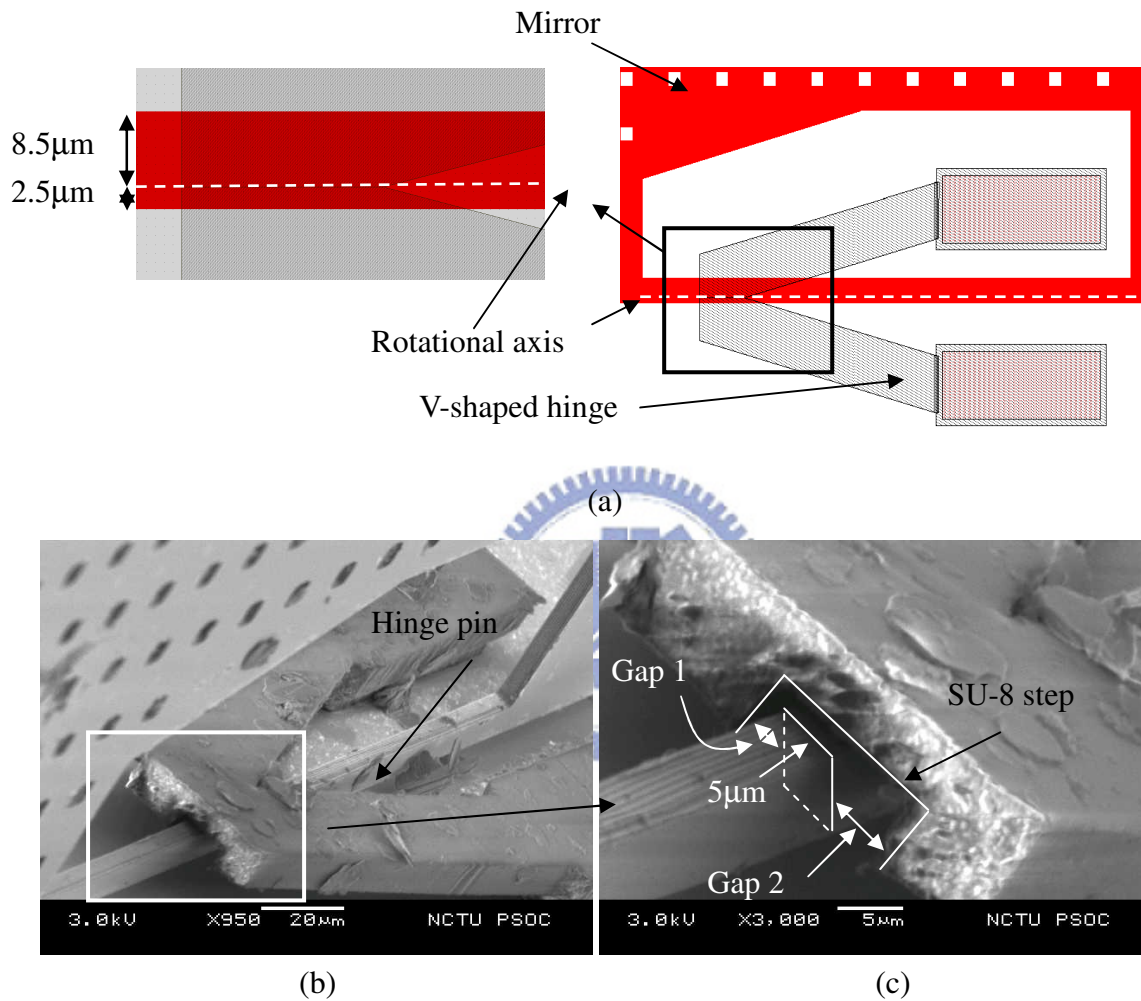 Mirror
8.5μm
2.5μm
Rotational axis
V-shaped hinge
(a)
Hinge pin
3.0kV X950 20μm NCTU PSOC
Gap 1
SU-8 step
5μm
Gap 2
3.0kV X3,000 5μm NCTU PSOC
(b)
(c)